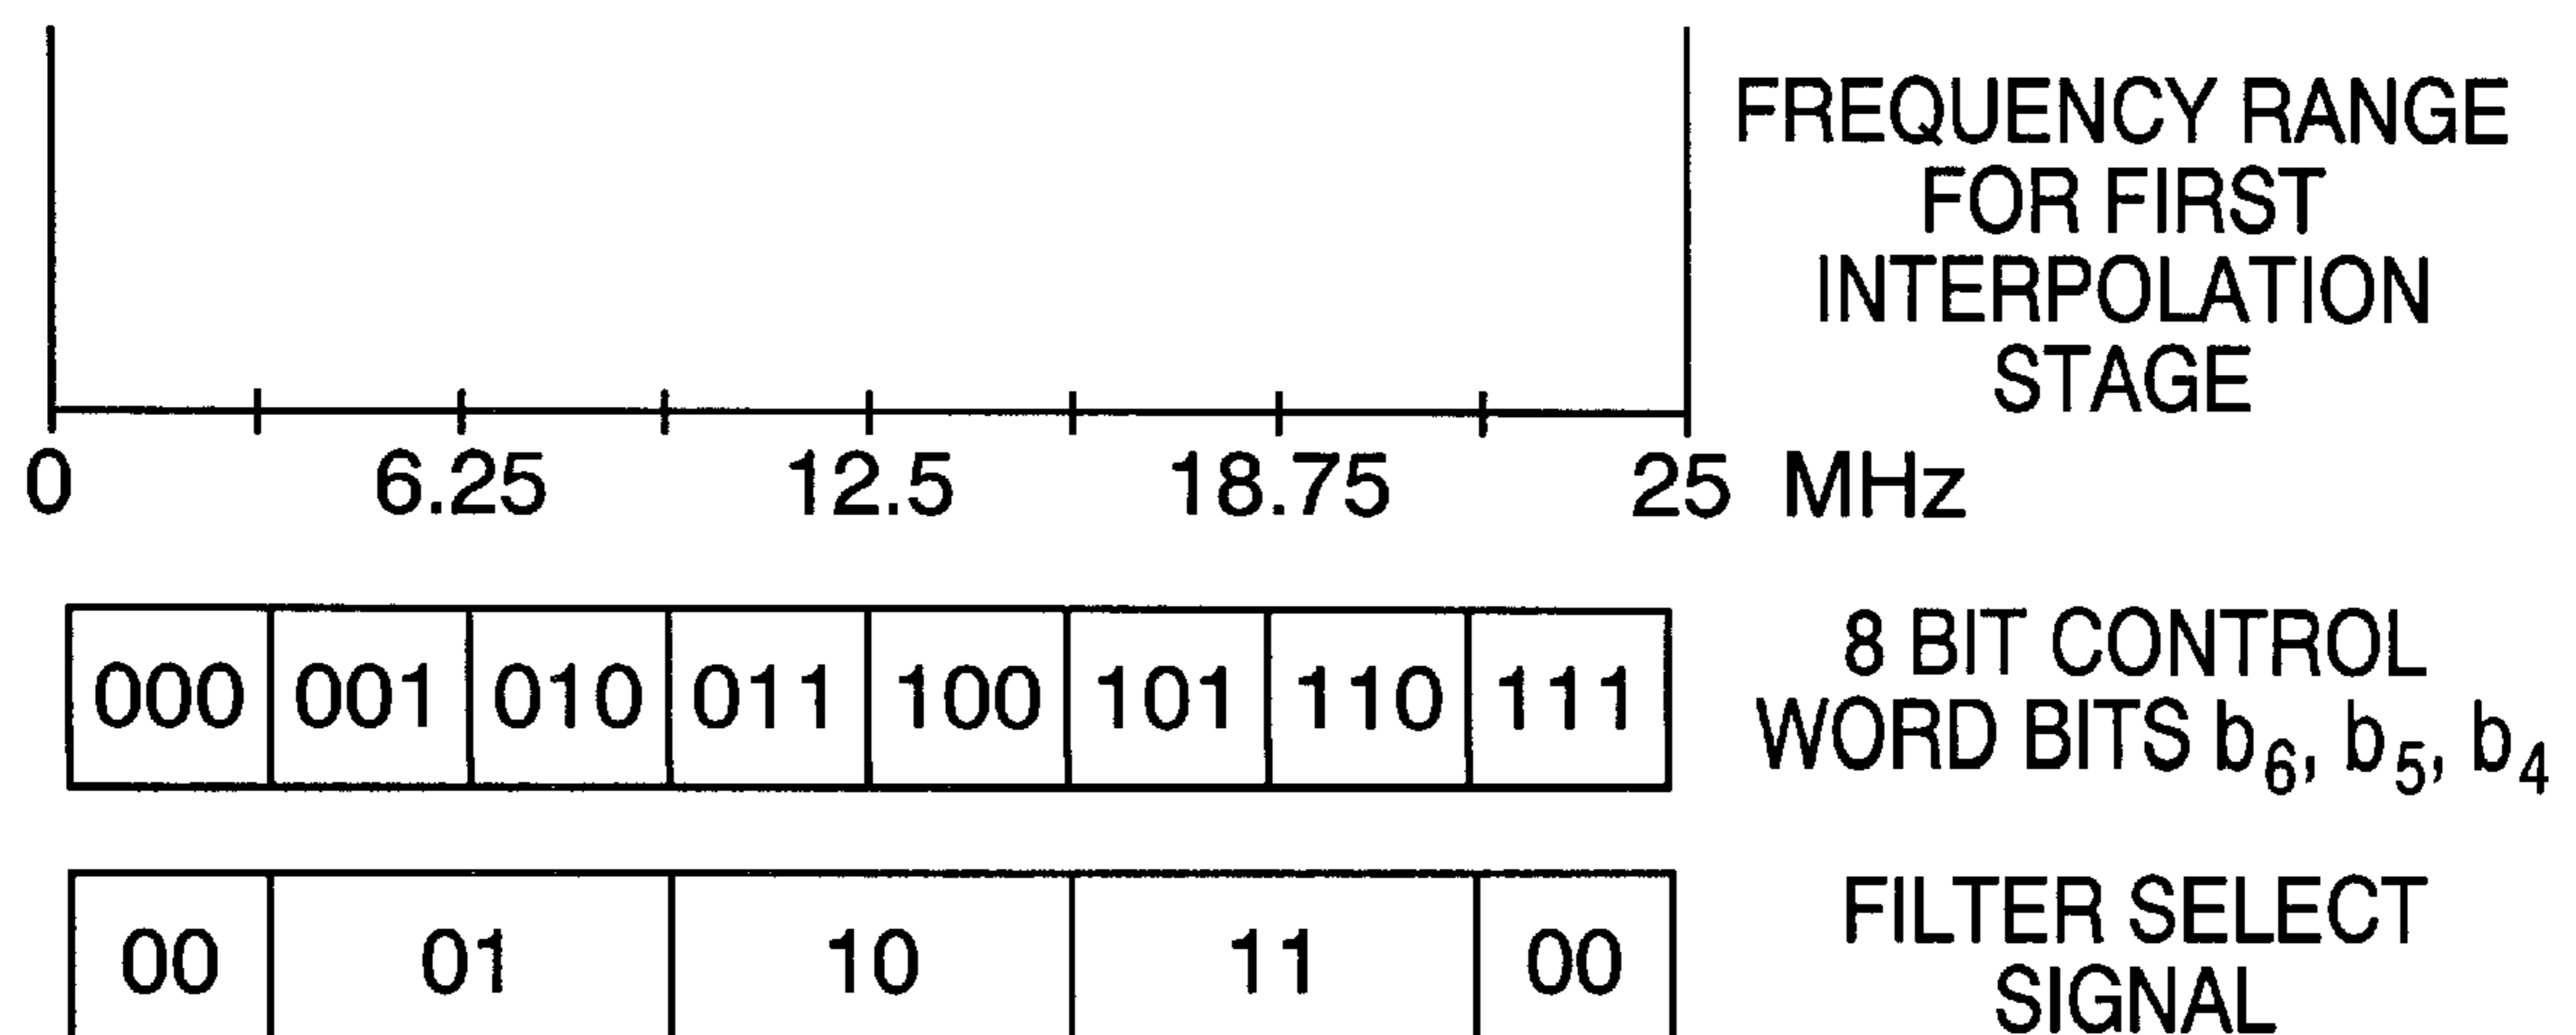 FREQUENCY RANGE
FOR FIRST
INTERPOLATION
STAGE
0 6.25 12.5 18.75 25 MHz
000 001 010 011 100 101 110 111
8 BIT CONTROL
WORD BITS b6, b5, b4
00 01 10 11 00
FILTER SELECT
SIGNAL